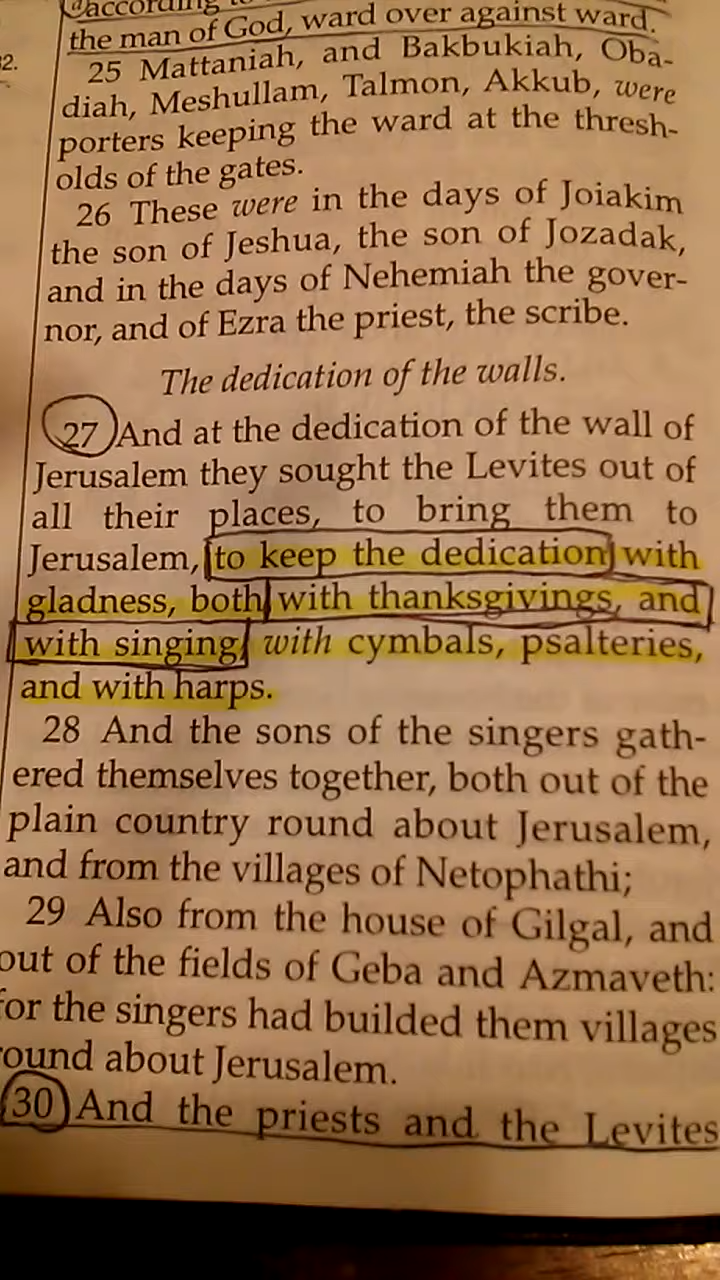 according to
the man of God, ward over against ward.
2.
25 Mattaniah, and Bakbukiah, Oba-
diah, Meshullam, Talmon, Akkub, were
porters keeping the ward at the thresh-
olds of the gates.
26 These were in the days of Joiakim
the son of Jeshua, the son of Jozadak,
and in the days of Nehemiah the gover-
nor, and of Ezra the priest, the scribe.
The dedication of the walls.
27 And at the dedication of the wall of
Jerusalem they sought the Levites out of
all their places, to bring them to
Jerusalem, to keep the dedication with
gladness, both with thanksgivings, and
with singing, with cymbals, psalteries,
and with harps.
28 And the sons of the singers gath-
ered themselves together, both out of the
plain country round about Jerusalem,
and from the villages of Netophathi;
29 Also from the house of Gilgal, and
out of the fields of Geba and Azmaveth:
for the singers had builded them villages
round about Jerusalem.
30 And the priests and the Levites